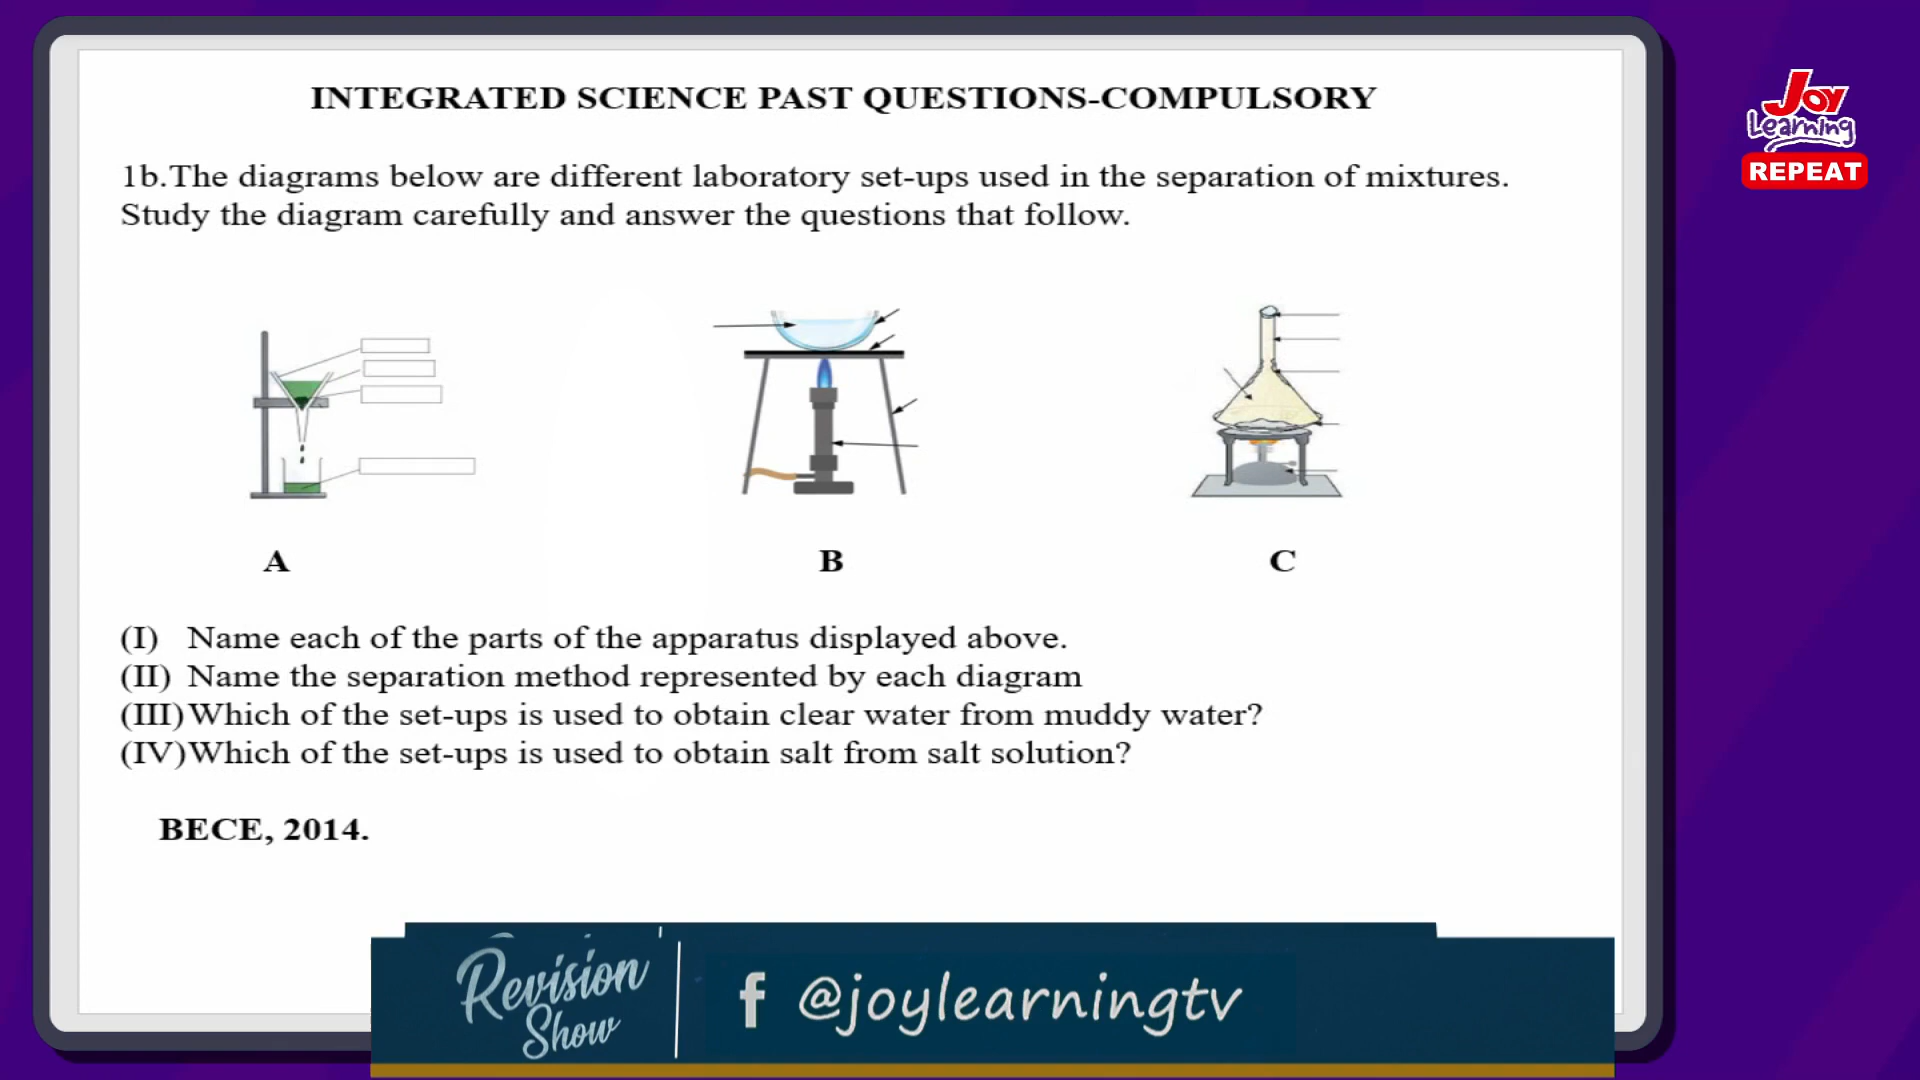 INTEGRATED SCIENCE PAST QUESTIONS-COMPULSORY
Joy
Learning
REPEAT
1b.The diagrams below are different laboratory set-ups used in the separation of mixtures.
Study the diagram carefully and answer the questions that follow.
A
B
C
(I) Name each of the parts of the apparatus displayed above.
(II) Name the separation method represented by each diagram
(III)Which of the set-ups is used to obtain clear water from muddy water?
(IV)Which of the set-ups is used to obtain salt from salt solution?
BECE, 2014.
Revision
Show
f @joylearningtv